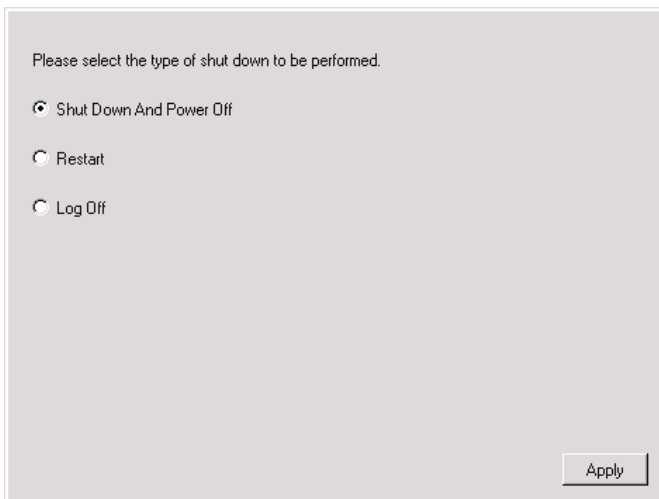 Please select the type of shut down to be performed.
Shut Down And Power Off
Restart
Log Off
Apply